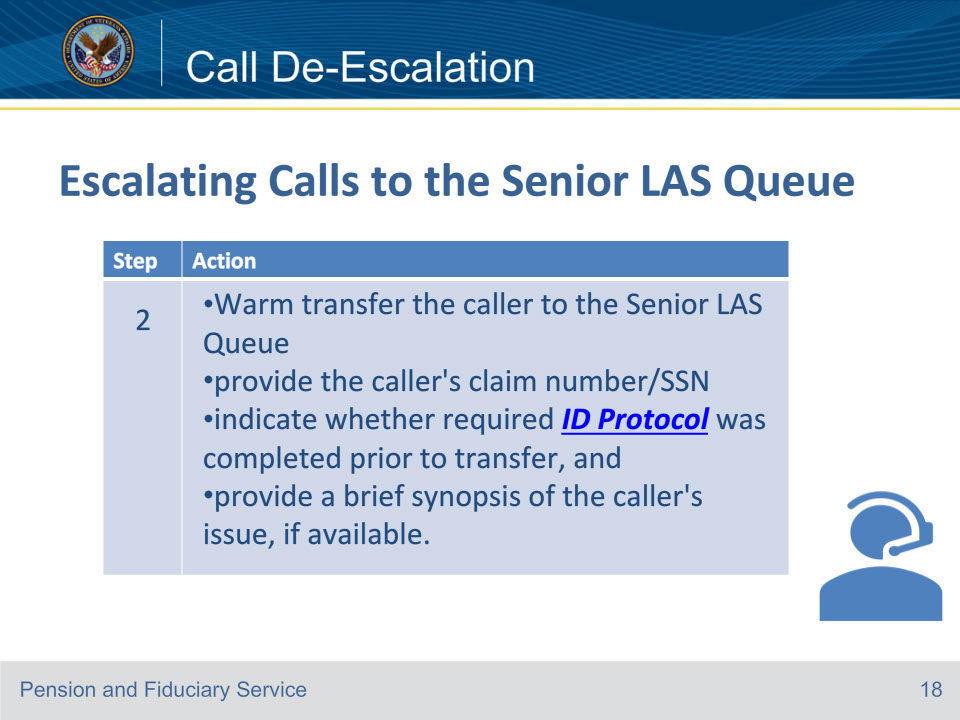 Call De-Escalation
Escalating Calls to the Senior LAS Queue
Step Action
2
•Warm transfer the caller to the Senior LAS
Queue
•provide the caller's claim number/SSN
•indicate whether required ID Protocol was
completed prior to transfer, and
•provide a brief synopsis of the caller's
issue, if available.
Pension and Fiduciary Service 18